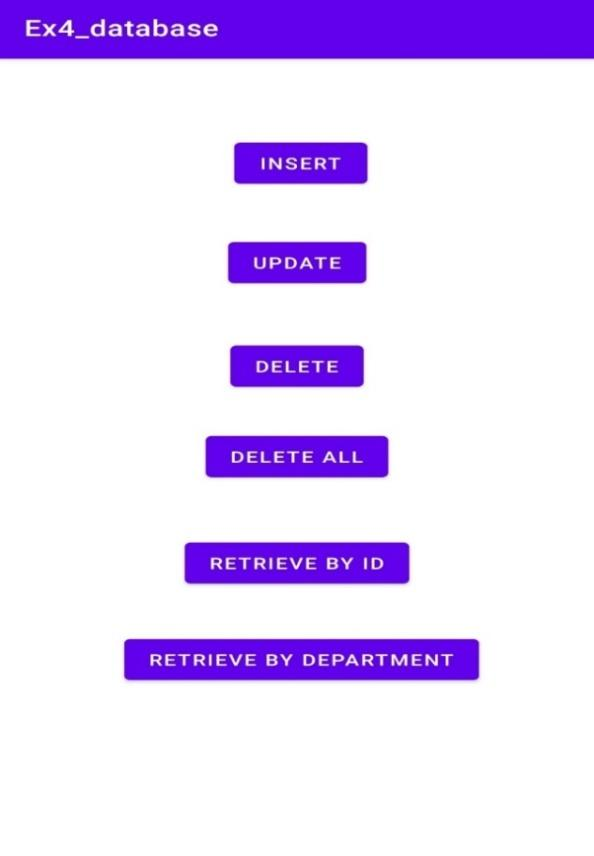 Ex4_database
INSERT
UPDATE
DELETE
DELETE ALL
RETRIEVE BY ID
RETRIEVE BY DEPARTMENT